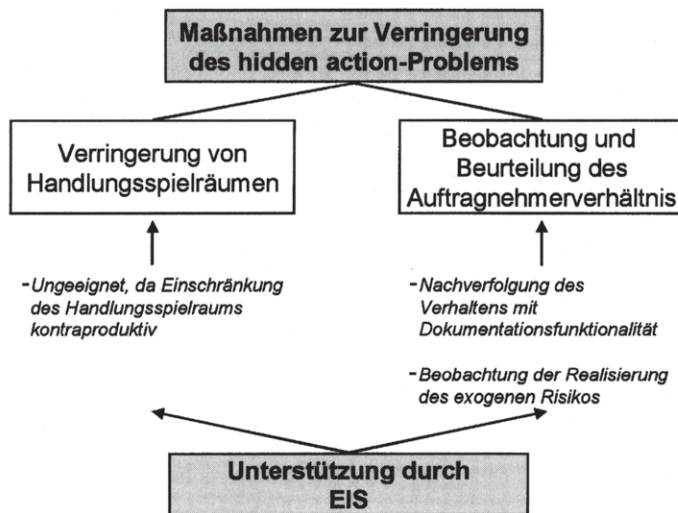 Maßnahmen zur Verringerung
des hidden action-Problems
Verringerung von
Handlungsspielräumen
Beobachtung und
Beurteilung des
Auftragnehmerverhältnis
-Ungeeignet, da Einschränkung
des Handlungsspielraums
kontraproduktiv
-Nachverfolgung des
Verhaltens mit
Dokumentationsfunktionalität
-Beobachtung der Realisierung
des exogenen Risikos
Unterstützung durch
EIS